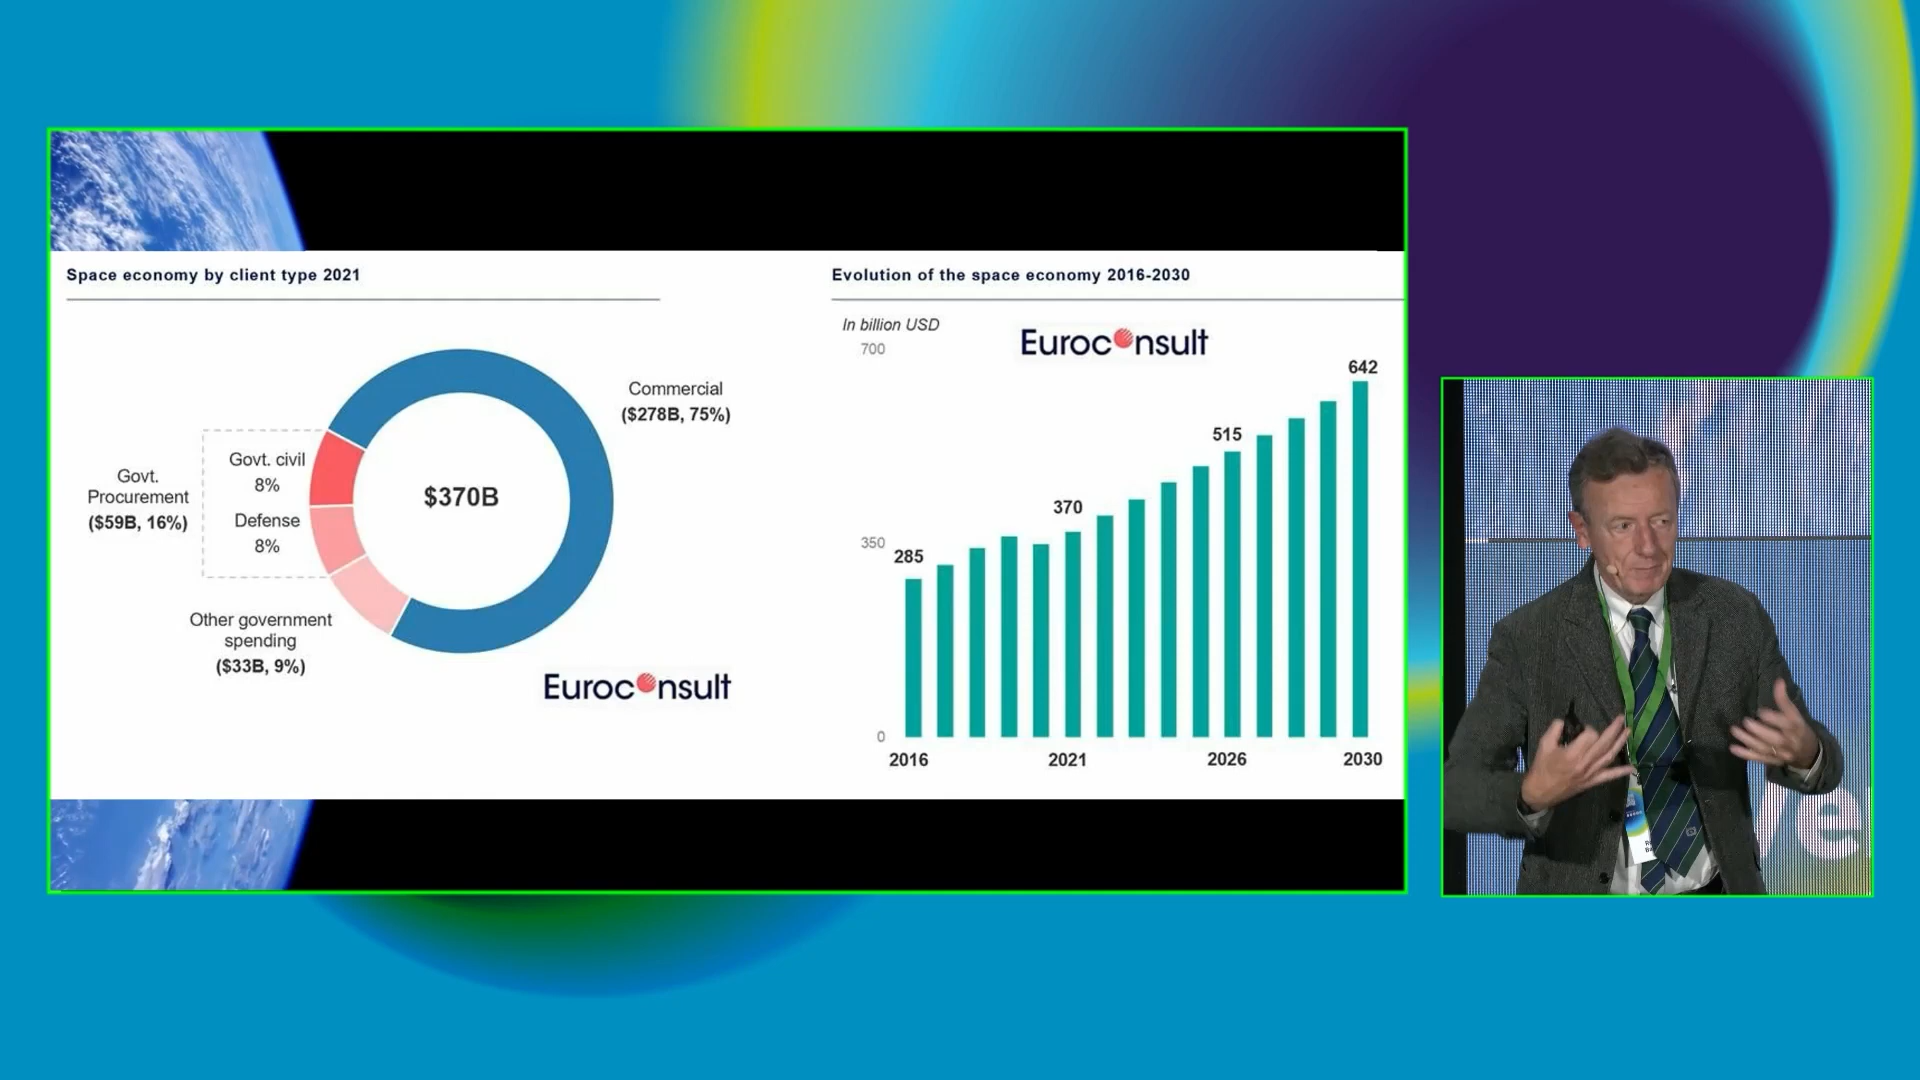 Space economy by client type 2021
Commercial
($278B, 75%)
Govt. civil
8%
Govt.
Procurement
($59B, 16%)
Defense
8%
$370B
Other government
spending
($33B, 9%)
Euroconsult
Evolution of the space economy 2016-2030
In billion USD
Euroconsult
700
350
0
285
370
515
642
2016
2021
2026
2030